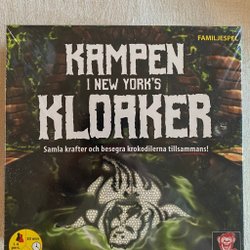 FAMILJESPEL
KAMPEN
I NEW YORK'S
KLOAKER
Samla krafter och besegra krokodilerna tillsammans!